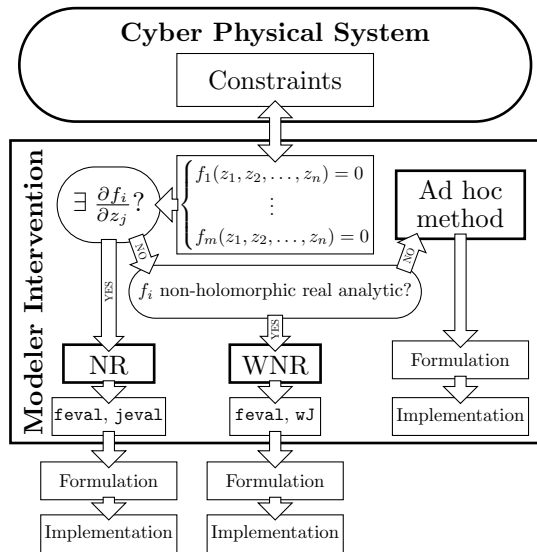 Cyber Physical System
Constraints
Modeler Intervention
∃ ∂f_i/∂z_j ?
f_1(z_1, z_2, . . . , z_n) = 0
⋮
f_m(z_1, z_2, . . . , z_n) = 0
Ad hoc
method
NO
NO
f_i non-holomorphic real analytic?
YES
YES
NR
WNR
Formulation
feval, jeval
feval, wJ
Implementation
Formulation
Formulation
Implementation
Implementation